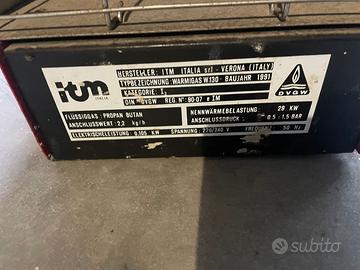 itm
ITALIA
HERSTELLER: ITM ITALIA srl - VERONA (ITALY)
TYPBEZEICHNUNG WARMIGAS W130 - BAUJAHR 1991
KATEGORIE: I₃
DIN DVGW REG. N° 90-07 e IM
DVGW
FLÜSSIGGAS: PROPAN BUTAN
NENNWÄRMEBELASTUNG: 29 KW
ANSCHLUSSWERT: 2,2 kg/h
ANSCHLUSSDRUCK: 0.5 ÷ 1.5 BAR
ELEKTRISCHELEISTUNG: 0,105 KW SPANNUNG: 220/240 V FREQUENZ: 50 Hz
subito